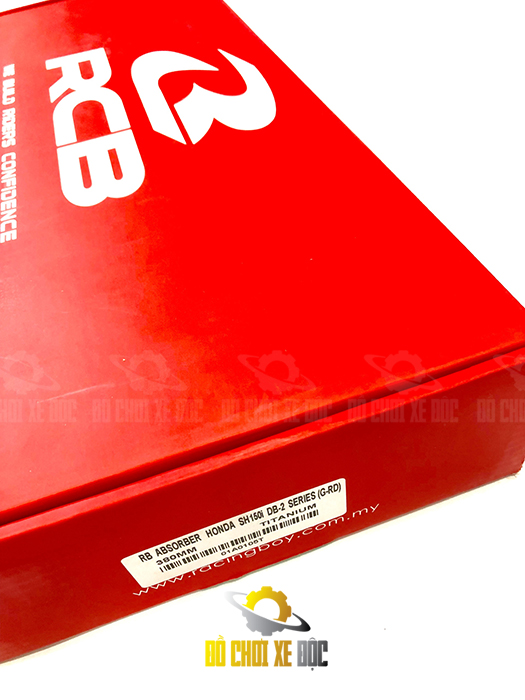 RCB
WE BUILD RIDERS CONFIDENCE
ĐỒ CHƠI XE ĐỘC
ĐỒ CHƠI XE ĐỘC
ĐỒ CHƠI XE ĐỘC
RB ABSORBER HONDA SH150i DB-2 SERIES (G-RD)
380MM TITANIUM
01A0105T
www.racingboy.com.my
ĐỒ CHƠI XE ĐỘC